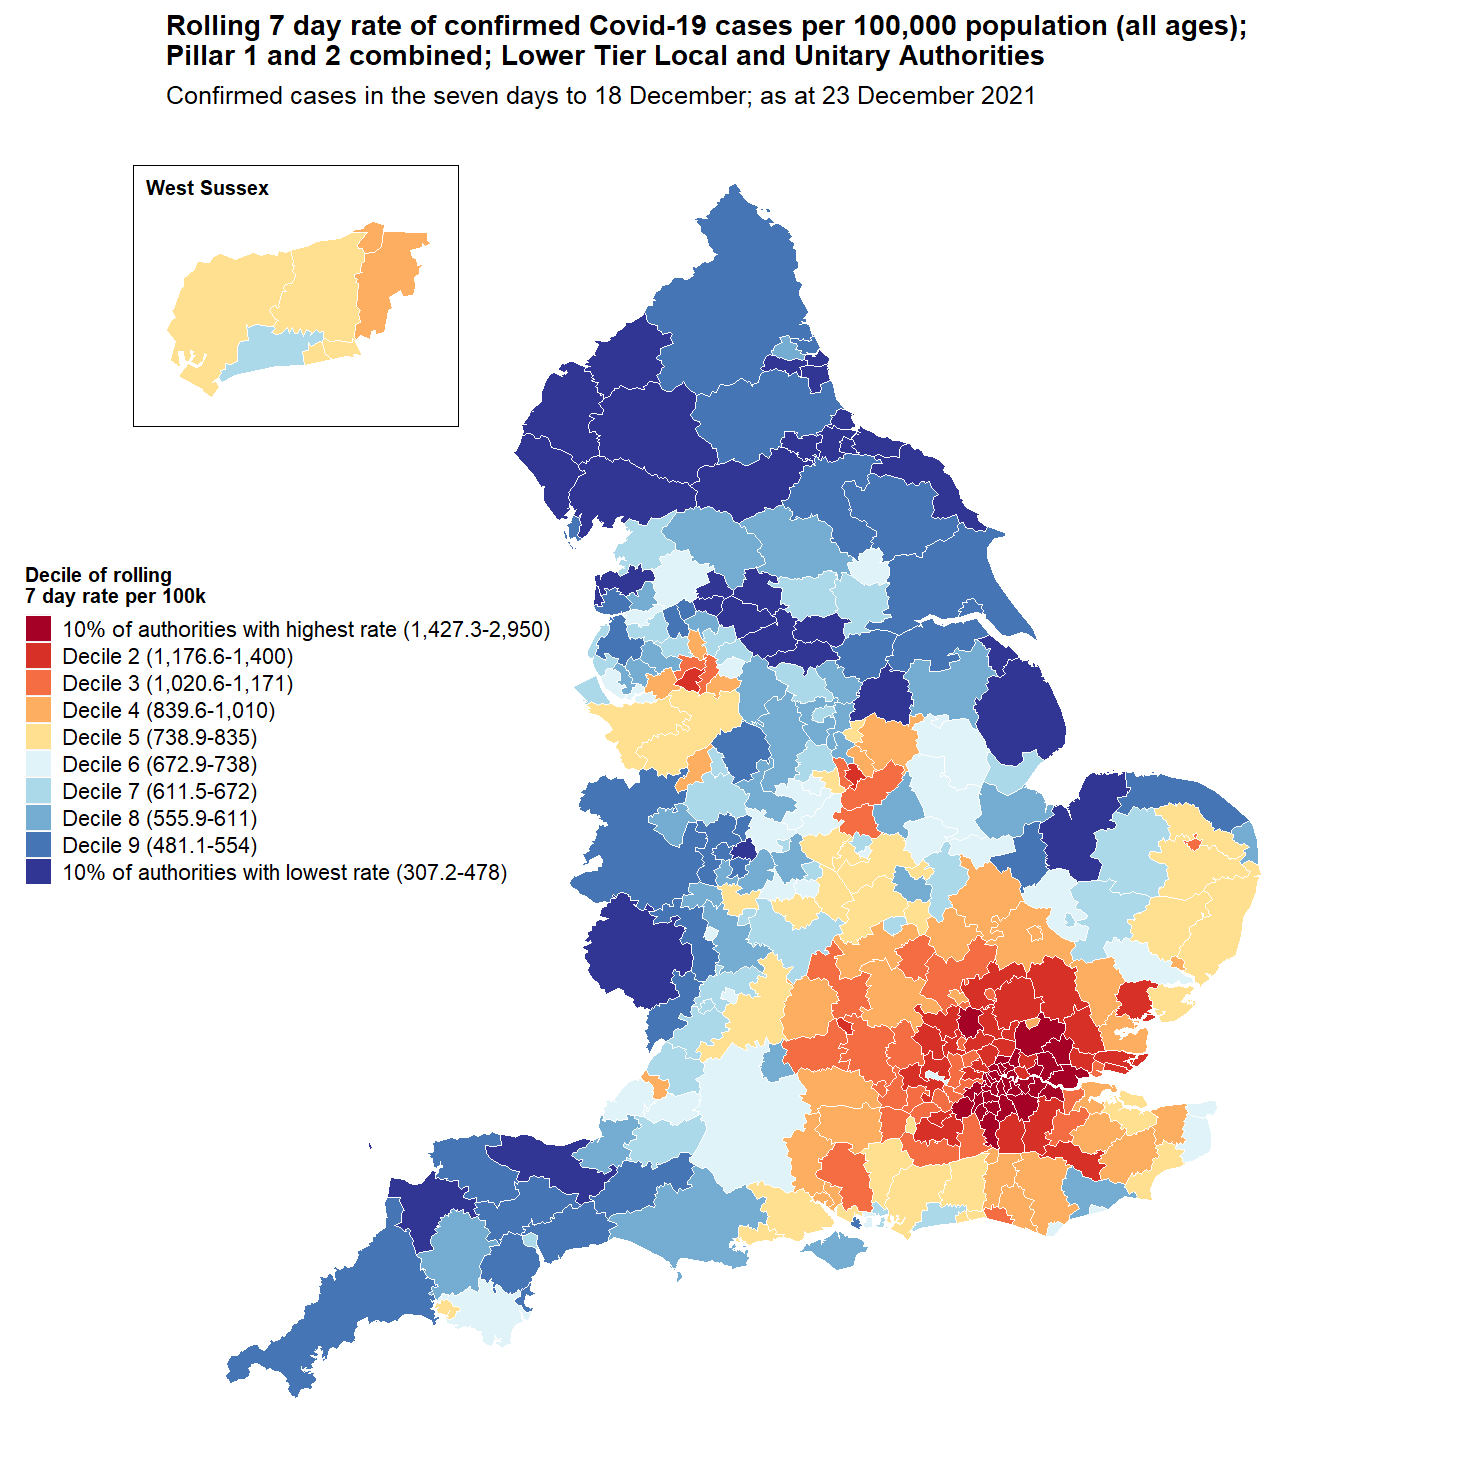 Rolling 7 day rate of confirmed Covid-19 cases per 100,000 population (all ages);
Pillar 1 and 2 combined; Lower Tier Local and Unitary Authorities
Confirmed cases in the seven days to 18 December; as at 23 December 2021
West Sussex
Decile of rolling
7 day rate per 100k
10% of authorities with highest rate (1,427.3-2,950)
Decile 2 (1,176.6-1,400)
Decile 3 (1,020.6-1,171)
Decile 4 (839.6-1,010)
Decile 5 (738.9-835)
Decile 6 (672.9-738)
Decile 7 (611.5-672)
Decile 8 (555.9-611)
Decile 9 (481.1-554)
10% of authorities with lowest rate (307.2-478)